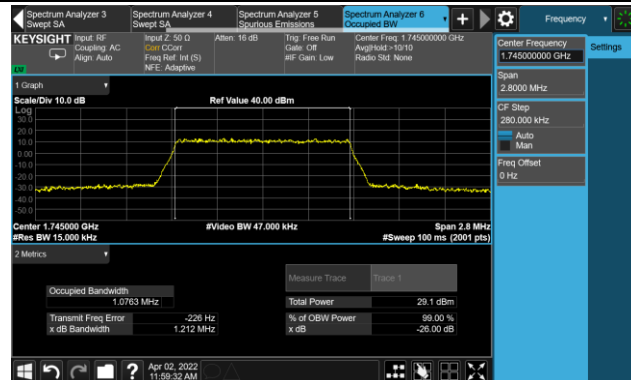 Spectrum Analyzer 3
Swept SA
Spectrum Analyzer 4
Swept SA
Spectrum Analyzer 5
Spurious Emissions
Spectrum Analyzer 6
Occupied BW
Frequency
KEYSIGHT
Input: RF
Coupling: AC
Align: Auto
Input Z: 50 Ω
Corr CCorr
Freq Ref: Int (S)
NFE: Adaptive
Atten: 16 dB
Trig: Free Run
Gate: Off
#IF Gain: Low
Center Freq: 1.745000000 GHz
Avg|Hold:>10/10
Radio Std: None
Center Frequency
1.745000000 GHz
Settings
Span
2.8000 MHz
CF Step
280.000 kHz
Auto
Man
Freq Offset
0 Hz
1 Graph
Scale/Div 10.0 dB
Ref Value 40.00 dBm
Log
30.0
20.0
10.0
0.00
-10.0
-20.0
-30.0
-40.0
-50.0
Center 1.745000 GHz
#Video BW 47.000 kHz
Span 2.8 MHz
#Res BW 15.000 kHz
#Sweep 100 ms (2001 pts)
2 Metrics
Measure Trace
Trace 1
Occupied Bandwidth
1.0763 MHz
Total Power
29.1 dBm
Transmit Freq Error
-226 Hz
% of OBW Power
99.00 %
x dB Bandwidth
1.212 MHz
x dB
-26.00 dB
Apr 02, 2022
11:59:32 AM